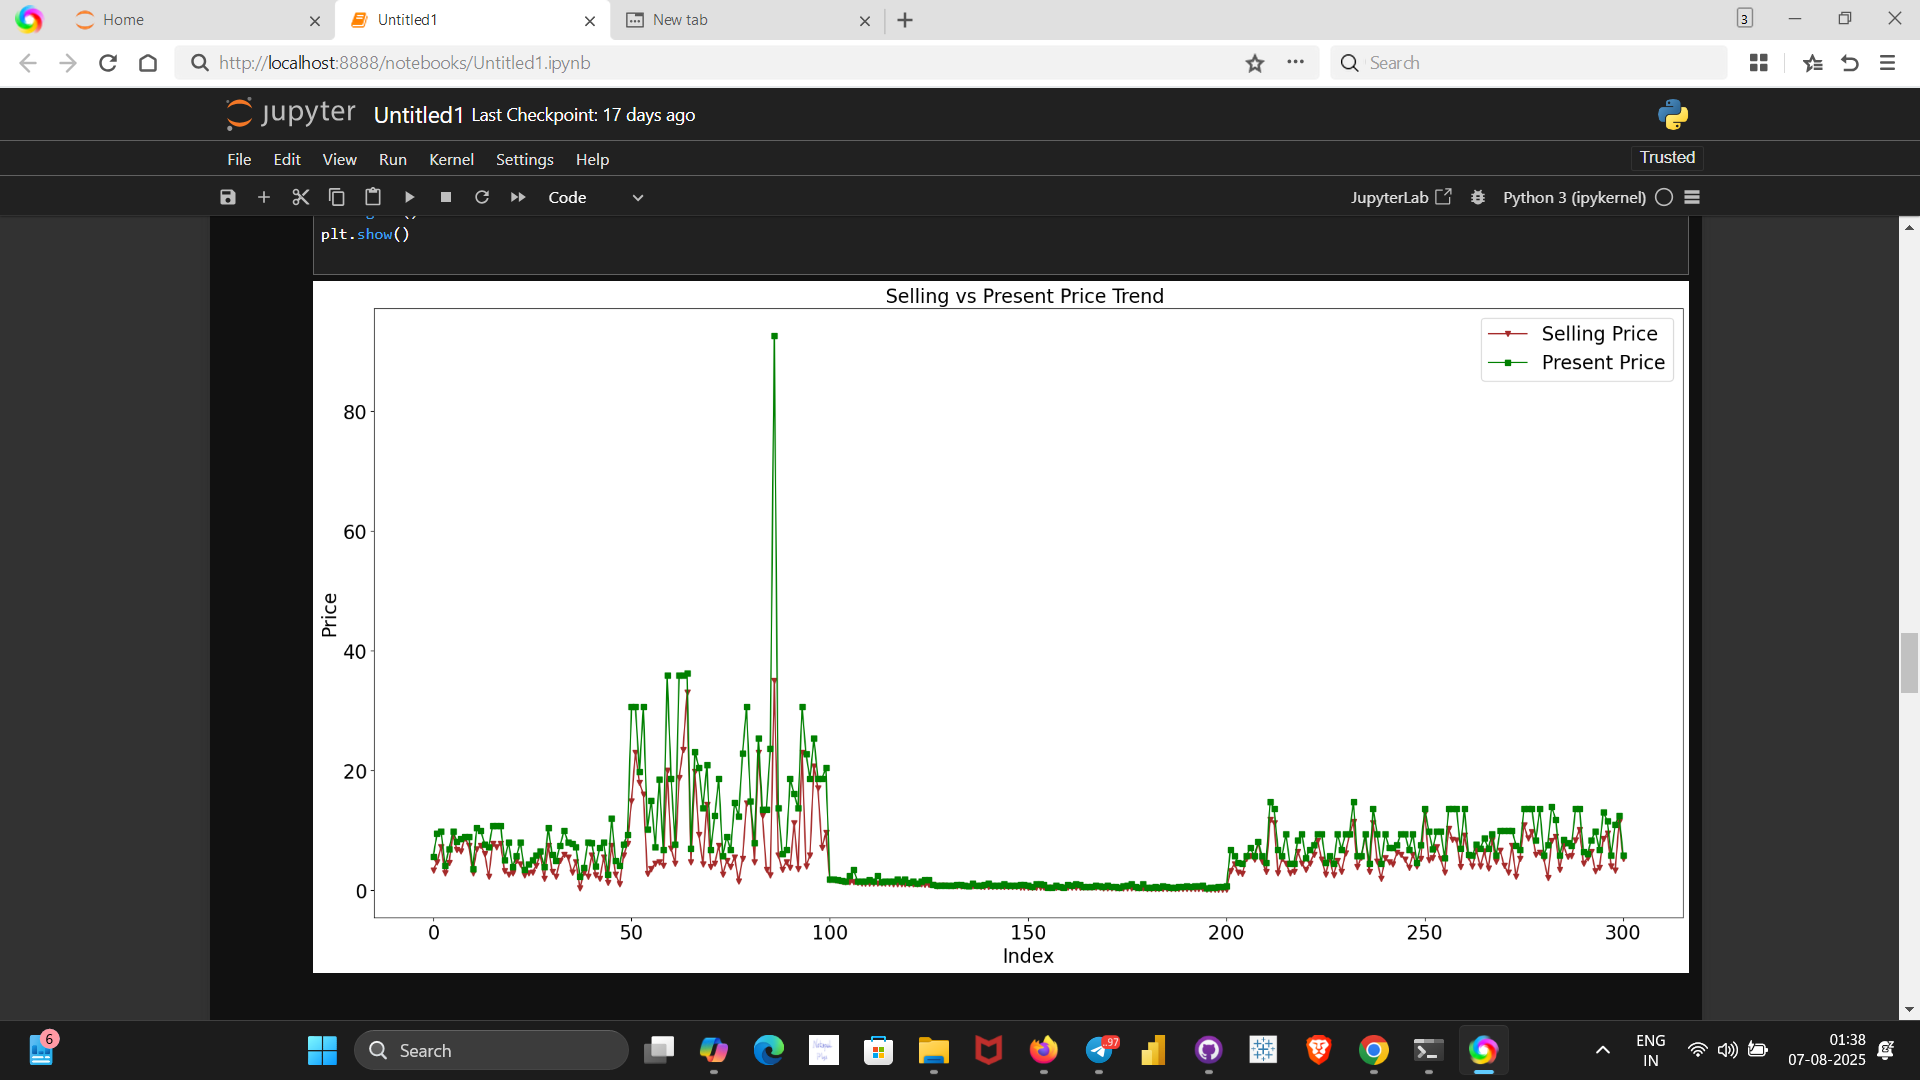 Home
Untitled1
New tab
3
http://localhost:8888/notebooks/Untitled1.ipynb
Search
jupyter Untitled1 Last Checkpoint: 17 days ago
File Edit View Run Kernel Settings Help
Trusted
Code
JupyterLab
Python 3 (ipykernel)
plt.show()
Selling vs Present Price Trend
Selling Price
Present Price
80
60
40
20
0
Price
0 50 100 150 200 250 300
Index
6
Search
97
ENG
IN
01:38
07-08-2025